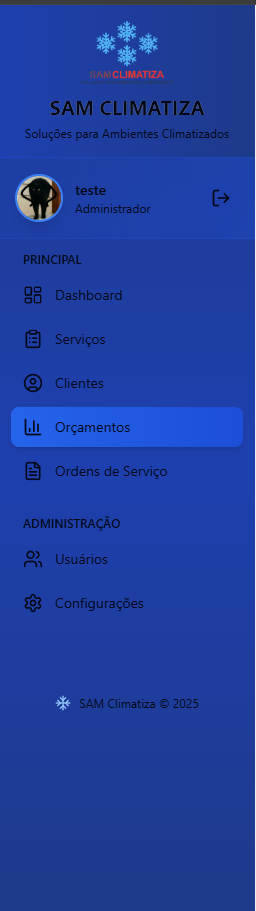 SAMCLIMATIZA
SAM CLIMATIZA
Soluções para Ambientes Climatizados
teste
Administrador
PRINCIPAL
Dashboard
Serviços
Clientes
Orçamentos
Ordens de Serviço
ADMINISTRAÇÃO
Usuários
Configurações
SAM Climatiza © 2025